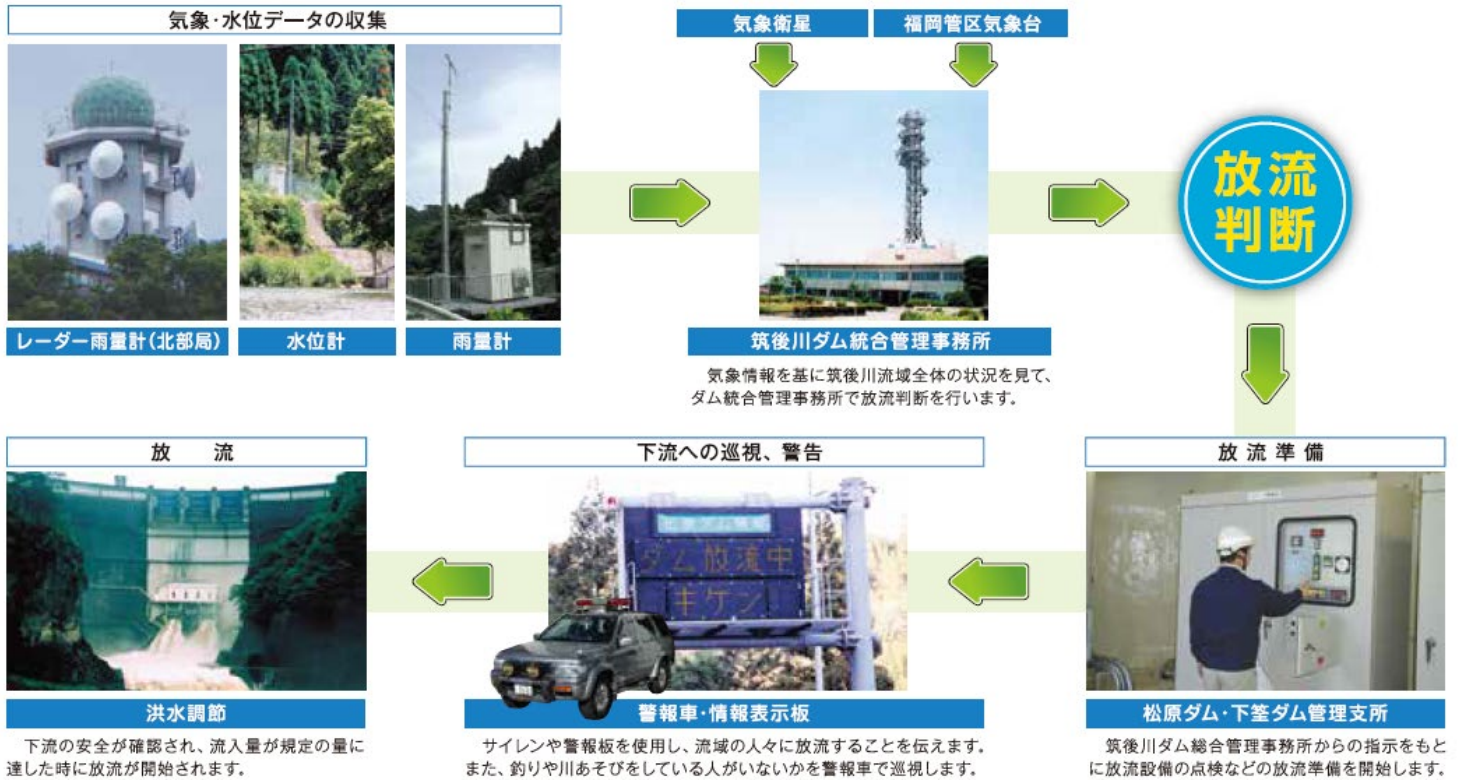 気象・水位データの収集
気象衛星
福岡管区気象台
レーダー雨量計(北部局)
水位計
雨量計
筑後川ダム統合管理事務所
気象情報を基に筑後川流域全体の状況を見て、
ダム統合管理事務所で放流判断を行います。
放流
判断
放流準備
松原ダム・下筌ダム管理支所
筑後川ダム総合管理事務所からの指示をもと
に放流設備の点検などの放流準備を開始します。
下流への巡視、警告
ダム放流中
キケン
警報車・情報表示板
サイレンや警報板を使用し、流域の人々に放流することを伝えます。
また、釣りや川あそびをしている人がいないかを警報車で巡視します。
放　流
洪水調節
下流の安全が確認され、流入量が規定の量に
達した時に放流が開始されます。